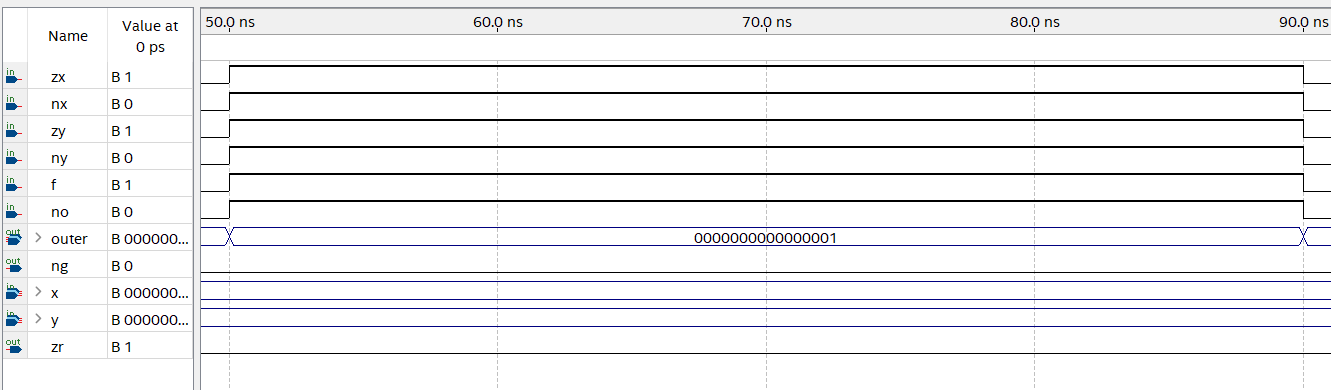 Name
Value at
0 ps
50.0 ns
60.0 ns
70.0 ns
80.0 ns
90.0 ns
in
zx
B 1
in
nx
B 0
in
zy
B 1
in
ny
B 0
in
f
B 1
in
no
B 0
out
> outer
B 000000...
0000000000000001
out
ng
B 0
in
> x
B 000000...
in
> y
B 000000...
out
zr
B 1